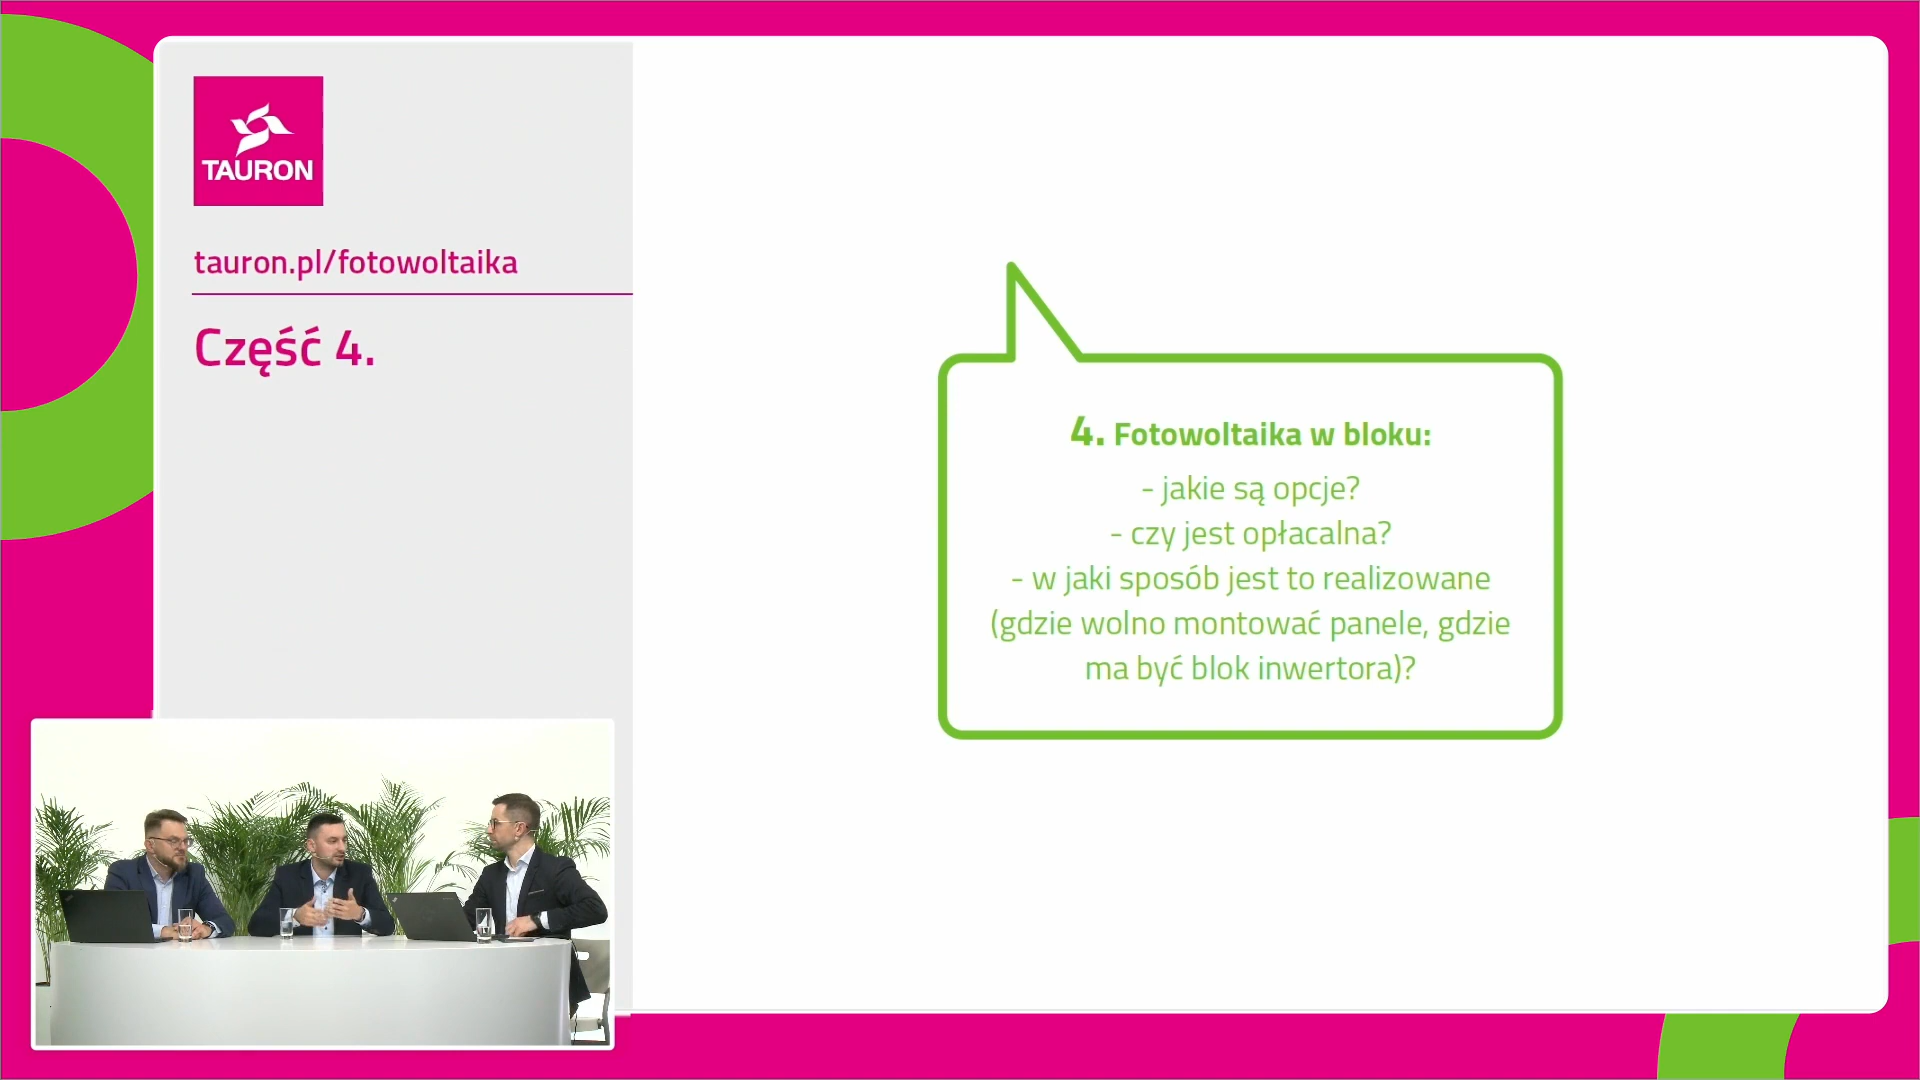 TAURON
tauron.pl/fotowoltaika
Część 4.
4. Fotowoltaika w bloku:
- jakie są opcje?
- czy jest opłacalna?
- w jaki sposób jest to realizowane
(gdzie wolno montować panele, gdzie
ma być blok inwertora)?